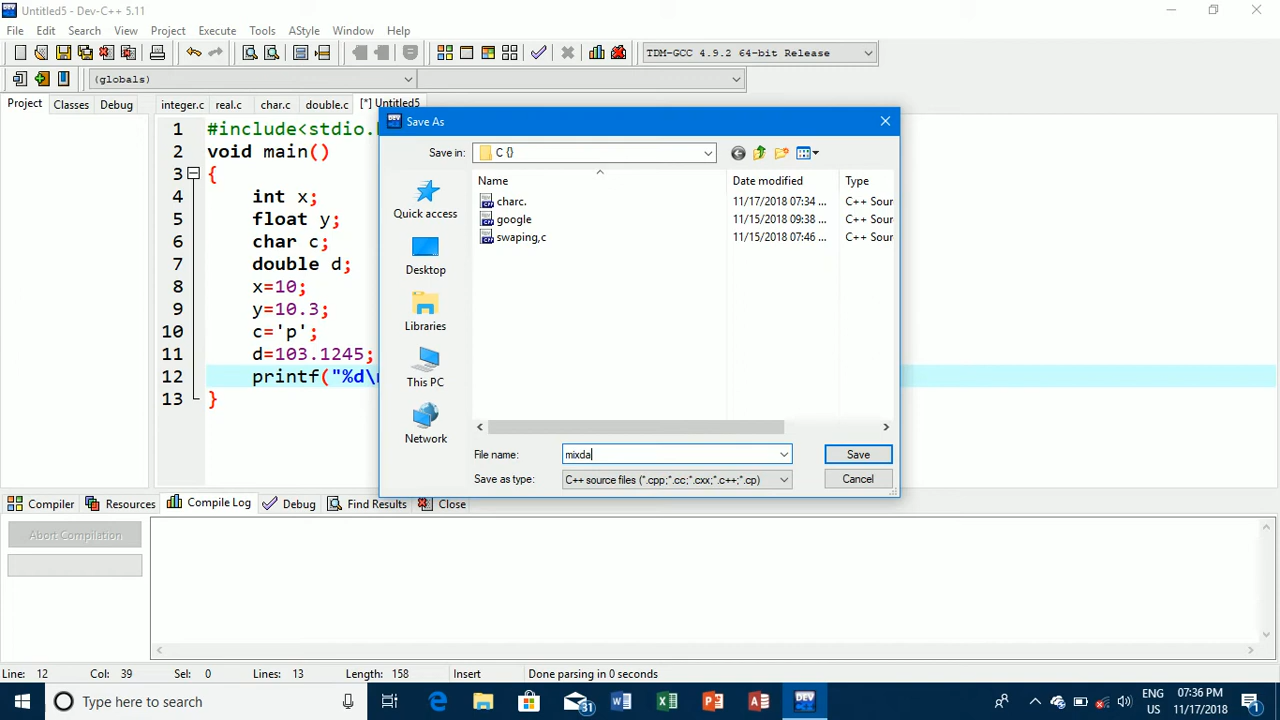 Untitled5 - Dev-C++ 5.11
File Edit Search View Project Execute Tools AStyle Window Help
TDM-GCC 4.9.2 64-bit Release
(globals)
Project Classes Debug
integer.c real.c char.c double.c [*] Untitled5
1 #include<stdio.
2 void main()
3 {
4 int x;
5 float y;
6 char c;
7 double d;
8 x=10;
9 y=10.3;
10 c='p';
11 d=103.1245;
12 printf("%d\
13 }
Save As
Save in: C {}
Name Date modified Type
charc. 11/17/2018 07:34 ... C++ Sour
google 11/15/2018 09:38 ... C++ Sour
swaping,c 11/15/2018 07:46 ... C++ Sour
Quick access
Desktop
Libraries
This PC
Network
File name: mixda Save
Save as type: C++ source files (*.cpp;*.cc;*.cxx;*.c++;*.cp) Cancel
Compiler Resources Compile Log Debug Find Results Close
Abort Compilation
Line: 12 Col: 39 Sel: 0 Lines: 13 Length: 158 Insert Done parsing in 0 seconds
Type here to search
31
ENG
US
07:36 PM
11/17/2018
1